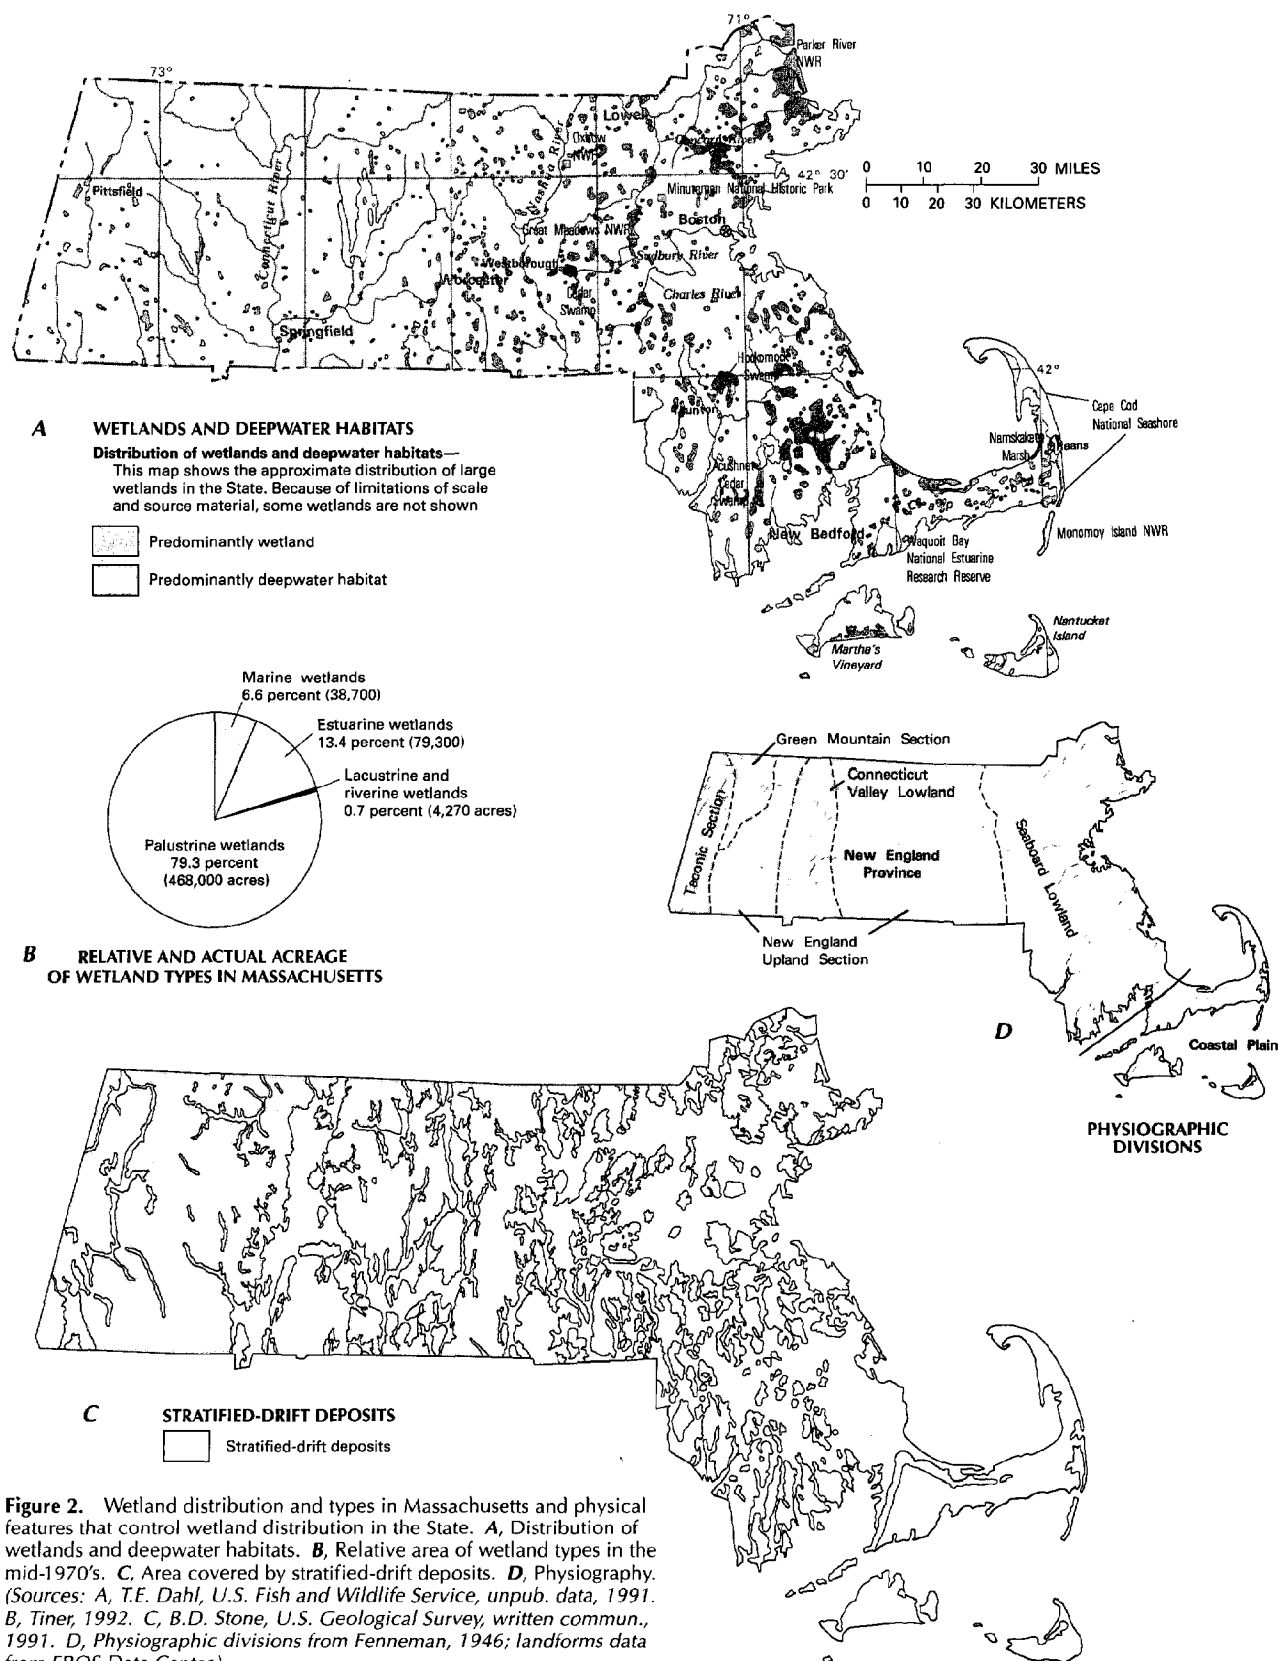 71°
Parker River
NWR
73°
Lowell
Oxbow
NWR
Concord River
Nashua River
42° 30'
0 10 20 30 MILES
0 10 20 30 KILOMETERS
Pittsfield
Minuteman National Historic Park
Connecticut River
Boston
Great Meadows NWR
Sudbury River
Westborough
Worcester
Cedar
Swamp
Charles River
Springfield
Hockomock
Swamp
42°
Taunton
Cape Cod
National Seashore
Namskaket
Marsh
Acushnet
Cedar
Swamp
New Bedford
Monomoy Island NWR
Waquoit Bay
National Estuarine
Research Reserve
Nantucket
Island
Martha's
Vineyard
A WETLANDS AND DEEPWATER HABITATS
Distribution of wetlands and deepwater habitats—
This map shows the approximate distribution of large
wetlands in the State. Because of limitations of scale
and source material, some wetlands are not shown
Predominantly wetland
Predominantly deepwater habitat
Marine wetlands
6.6 percent (38,700)
Estuarine wetlands
13.4 percent (79,300)
Lacustrine and
riverine wetlands
0.7 percent (4,270 acres)
Palustrine wetlands
79.3 percent
(468,000 acres)
B RELATIVE AND ACTUAL ACREAGE
OF WETLAND TYPES IN MASSACHUSETTS
Green Mountain Section
Connecticut
Valley Lowland
Taconic Section
New England
Province
Seaboard Lowland
New England
Upland Section
D
Coastal Plain
PHYSIOGRAPHIC
DIVISIONS
C STRATIFIED-DRIFT DEPOSITS
Stratified-drift deposits
Figure 2. Wetland distribution and types in Massachusetts and physical
features that control wetland distribution in the State. A, Distribution of
wetlands and deepwater habitats. B, Relative area of wetland types in the
mid-1970's. C, Area covered by stratified-drift deposits. D, Physiography.
(Sources: A, T.E. Dahl, U.S. Fish and Wildlife Service, unpub. data, 1991.
B, Tiner, 1992. C, B.D. Stone, U.S. Geological Survey, written commun.,
1991. D, Physiographic divisions from Fenneman, 1946; landforms data
from EROS Data Center.)